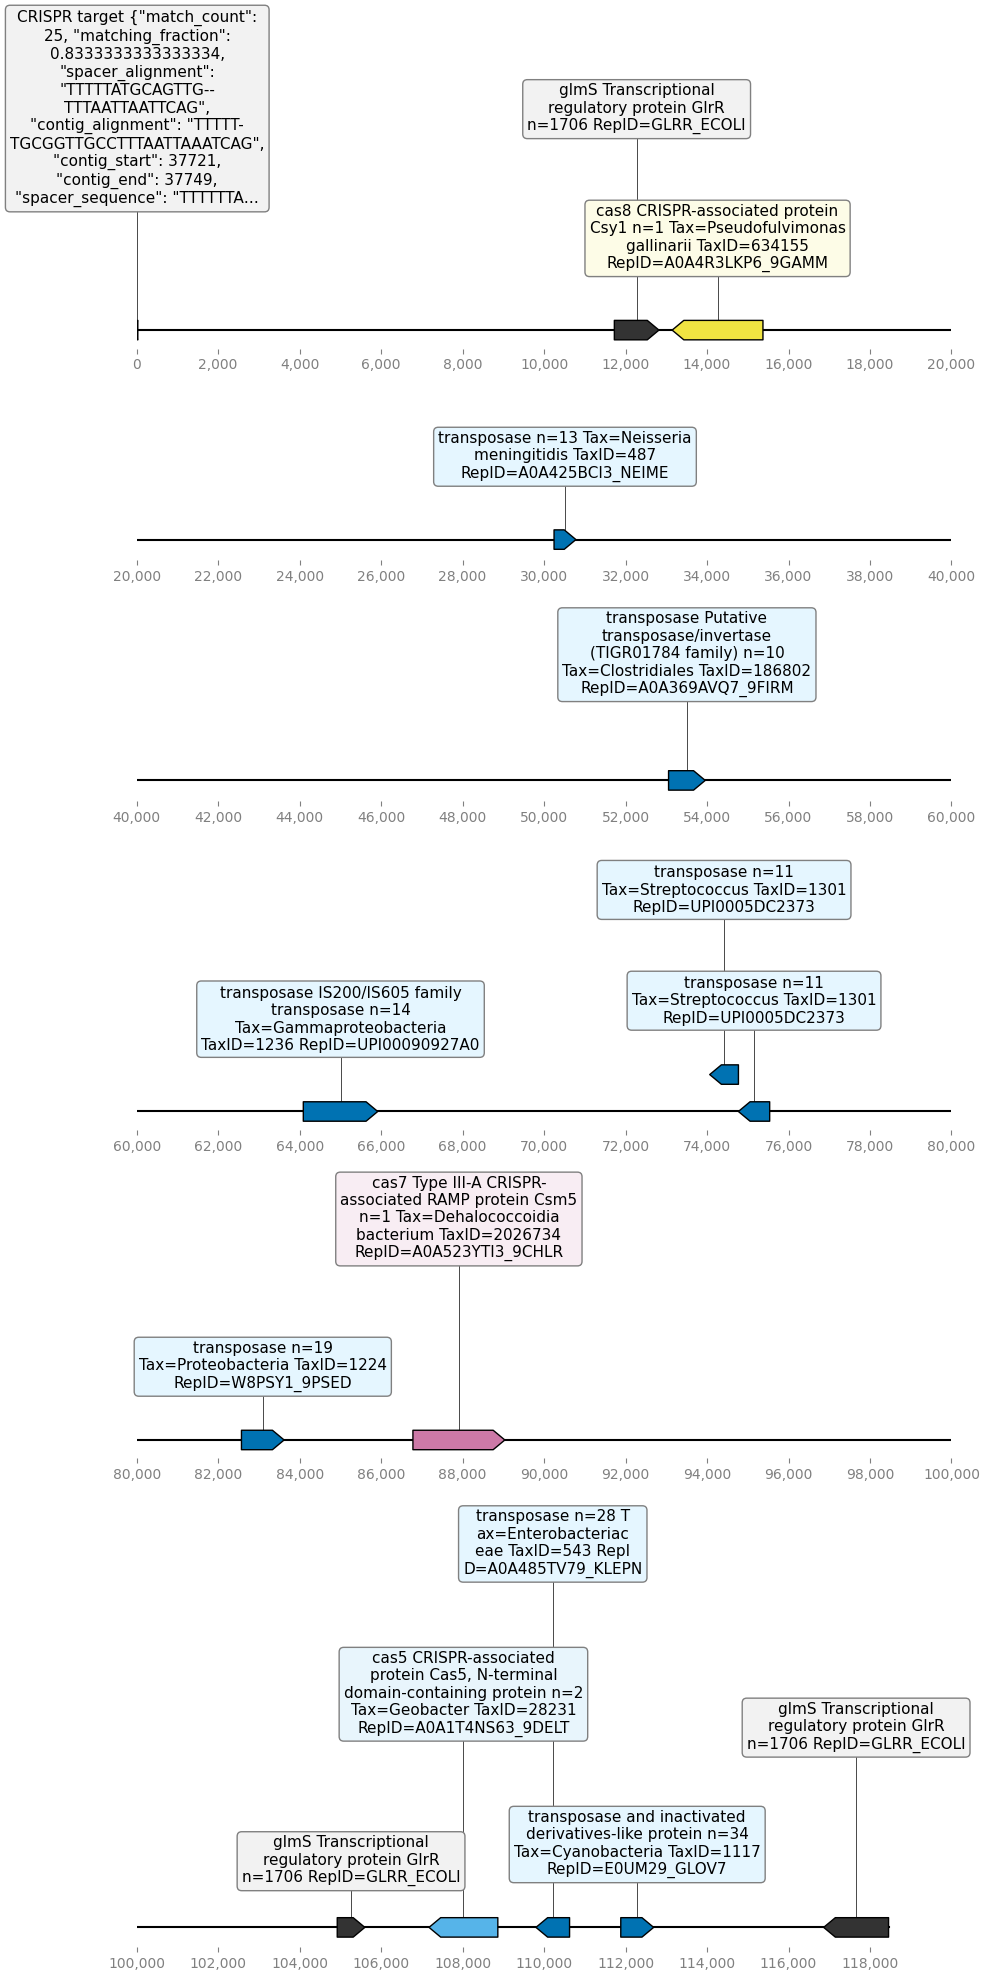 CRISPR target {"match_count":
25, "matching_fraction":
0.8333333333333334,
"spacer_alignment":
"TTTTTATGCAGTTG--
TTTAATTAATTCAG",
"contig_alignment": "TTTTT-
TGCGGTTGCCTTTAATTAAATCAG",
"contig_start": 37721,
"contig_end": 37749,
"spacer_sequence": "TTTTTTA...
glmS Transcriptional
regulatory protein GlrR
n=1706 RepID=GLRR_ECOLI
cas8 CRISPR-associated protein
Csy1 n=1 Tax=Pseudofulvimonas
gallinarii TaxID=634155
RepID=A0A4R3LKP6_9GAMM
0 2,000 4,000 6,000 8,000 10,000 12,000 14,000 16,000 18,000 20,000
transposase n=13 Tax=Neisseria
meningitidis TaxID=487
RepID=A0A425BCI3_NEIME
20,000 22,000 24,000 26,000 28,000 30,000 32,000 34,000 36,000 38,000 40,000
transposase Putative
transposase/invertase
(TIGR01784 family) n=10
Tax=Clostridiales TaxID=186802
RepID=A0A369AVQ7_9FIRM
40,000 42,000 44,000 46,000 48,000 50,000 52,000 54,000 56,000 58,000 60,000
transposase n=11
Tax=Streptococcus TaxID=1301
RepID=UPI0005DC2373
transposase n=11
Tax=Streptococcus TaxID=1301
RepID=UPI0005DC2373
transposase IS200/IS605 family
transposase n=14
Tax=Gammaproteobacteria
TaxID=1236 RepID=UPI00090927A0
60,000 62,000 64,000 66,000 68,000 70,000 72,000 74,000 76,000 78,000 80,000
cas7 Type III-A CRISPR-
associated RAMP protein Csm5
n=1 Tax=Dehalococcoidia
bacterium TaxID=2026734
RepID=A0A523YTI3_9CHLR
transposase n=19
Tax=Proteobacteria TaxID=1224
RepID=W8PSY1_9PSED
80,000 82,000 84,000 86,000 88,000 90,000 92,000 94,000 96,000 98,000 100,000
transposase n=28 T
ax=Enterobacteriac
eae TaxID=543 RepI
D=A0A485TV79_KLEPN
cas5 CRISPR-associated
protein Cas5, N-terminal
domain-containing protein n=2
Tax=Geobacter TaxID=28231
RepID=A0A1T4NS63_9DELT
glmS Transcriptional
regulatory protein GlrR
n=1706 RepID=GLRR_ECOLI
transposase and inactivated
derivatives-like protein n=34
Tax=Cyanobacteria TaxID=1117
RepID=E0UM29_GLOV7
glmS Transcriptional
regulatory protein GlrR
n=1706 RepID=GLRR_ECOLI
100,000 102,000 104,000 106,000 108,000 110,000 112,000 114,000 116,000 118,000